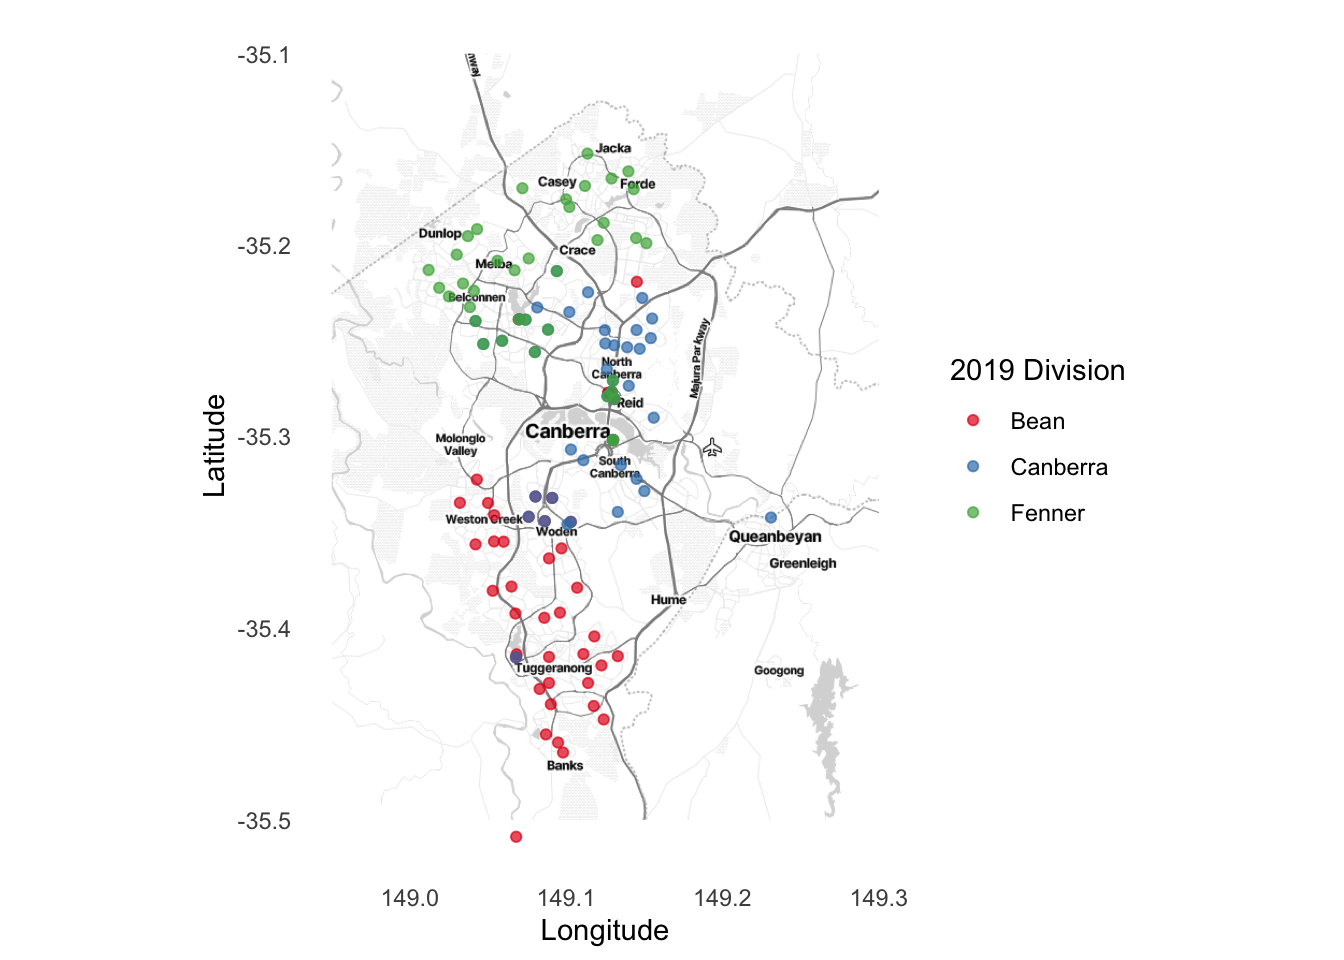 -35.1
-35.2
-35.3
-35.4
-35.5
Latitude
149.0
149.1
149.2
149.3
Longitude
Jacka
Casey
Forde
Dunlop
Crace
Melba
Belconnen
Majura Parkway
North
Canberra
Reid
Canberra
Molonglo
Valley
South
Canberra
Weston Creek
Woden
Queanbeyan
Greenleigh
Hume
Tuggeranong
Googong
Banks
2019 Division
Bean
Canberra
Fenner